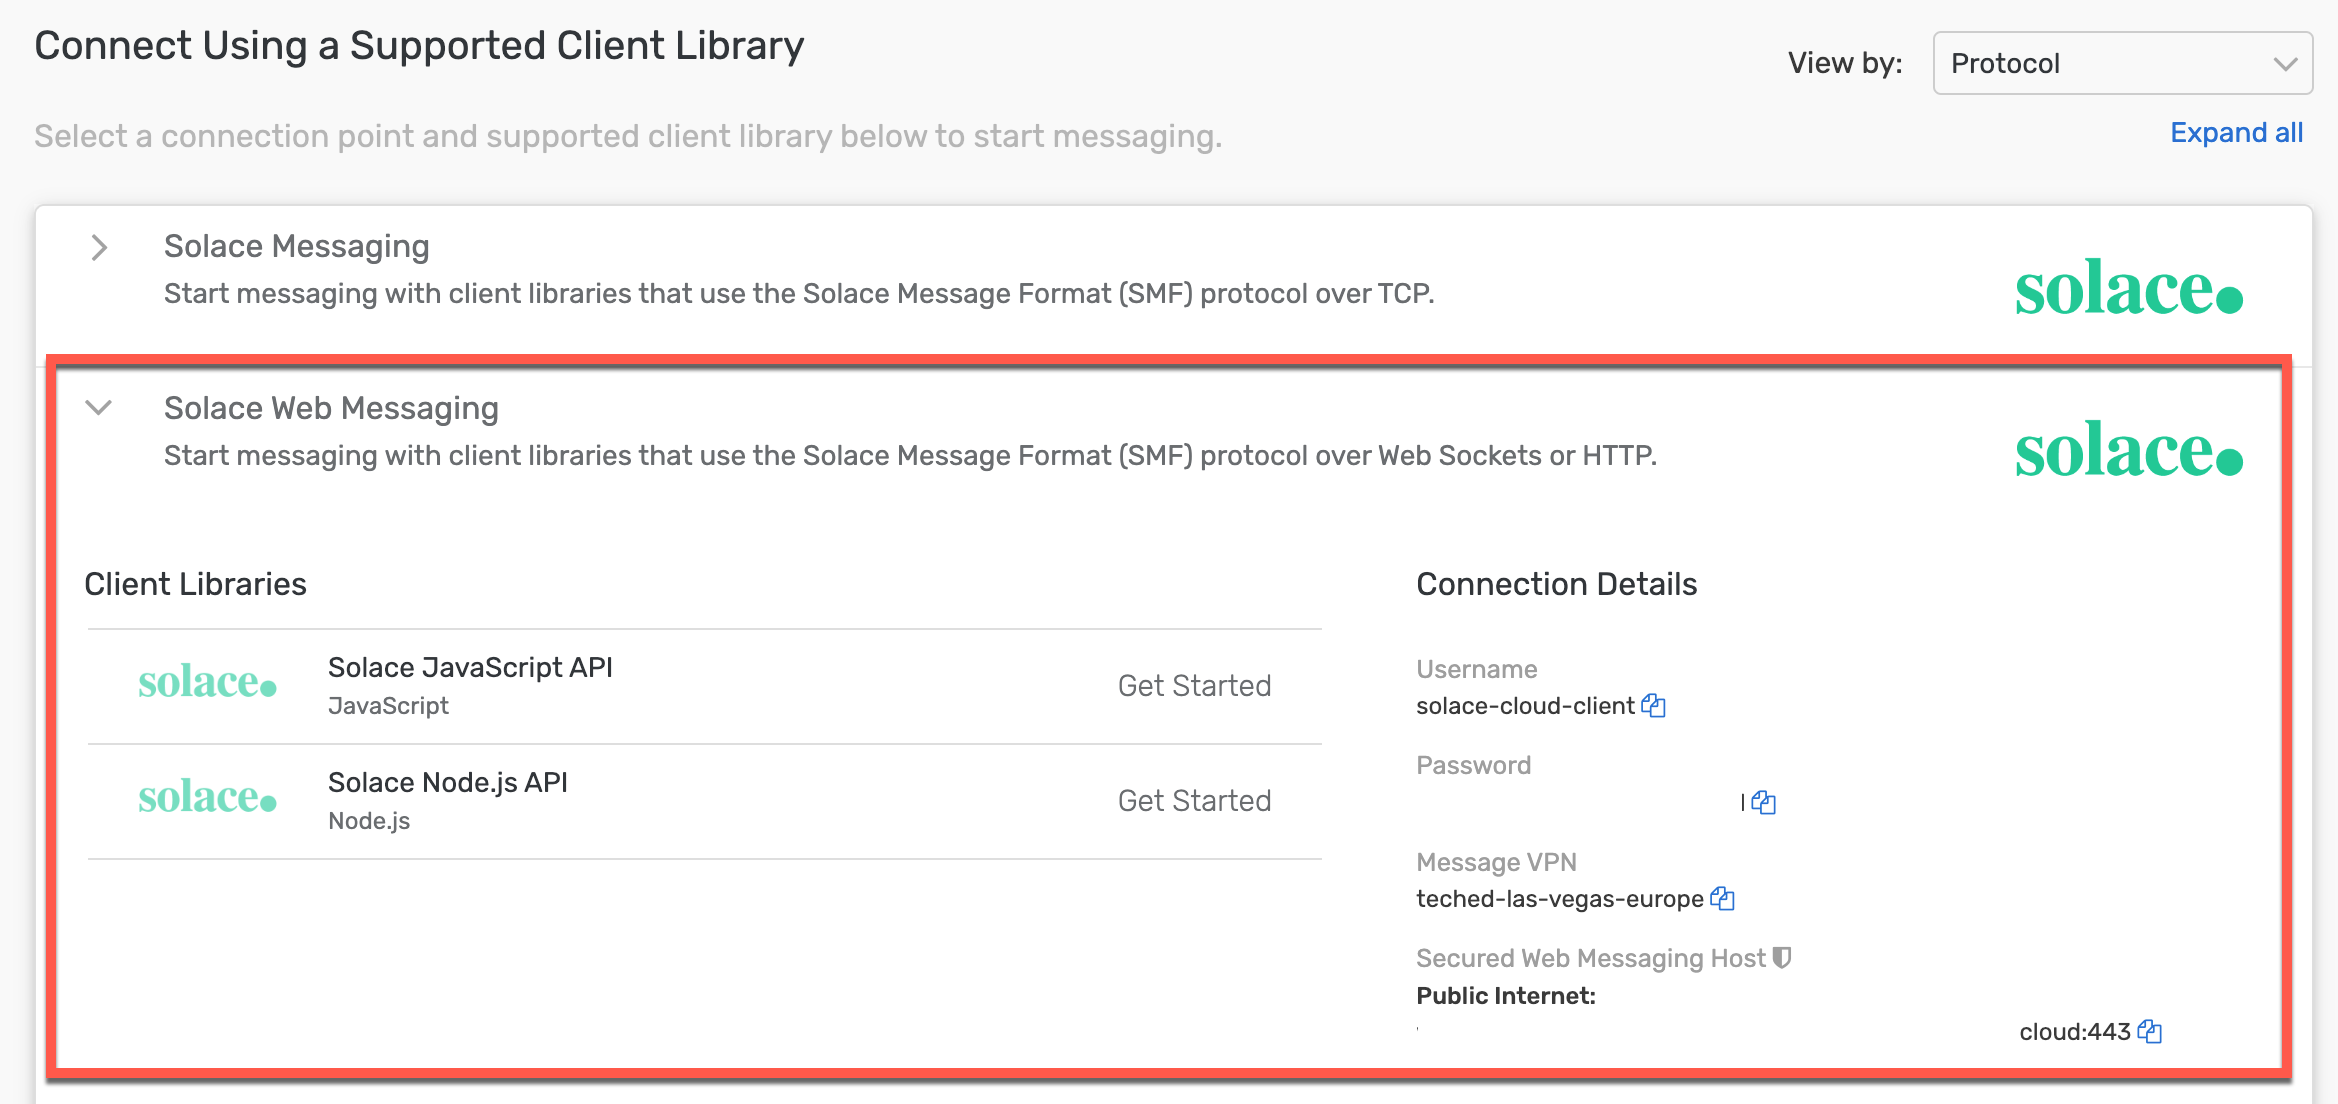 Connect Using a Supported Client Library
View by:
Protocol
Select a connection point and supported client library below to start messaging.
Expand all
Solace Messaging
Start messaging with client libraries that use the Solace Message Format (SMF) protocol over TCP.
solace.
Solace Web Messaging
Start messaging with client libraries that use the Solace Message Format (SMF) protocol over Web Sockets or HTTP.
solace.
Client Libraries
solace.
Solace JavaScript API
JavaScript
Get Started
solace.
Solace Node.js API
Node.js
Get Started
Connection Details
Username
solace-cloud-client
Password
Message VPN
teched-las-vegas-europe
Secured Web Messaging Host
Public Internet:
cloud:443